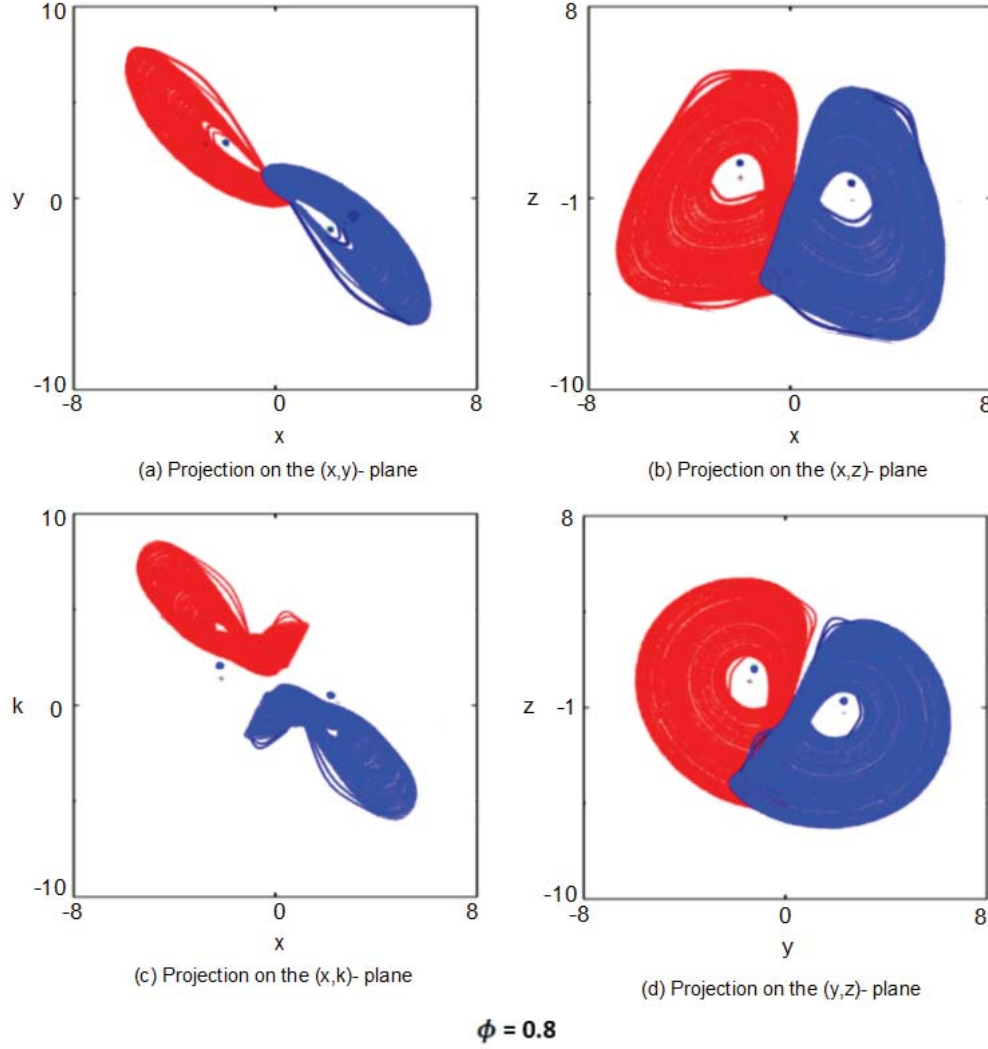 10
y
0
-10
-8
0
8
x
(a) Projection on the (x,y)- plane
8
z
-1
-10
-8
0
8
x
(b) Projection on the (x,z)- plane
10
k
0
-10
-8
0
8
x
(c) Projection on the (x,k)- plane
8
z
-1
-10
-8
0
8
y
(d) Projection on the (y,z)- plane
ϕ = 0.8